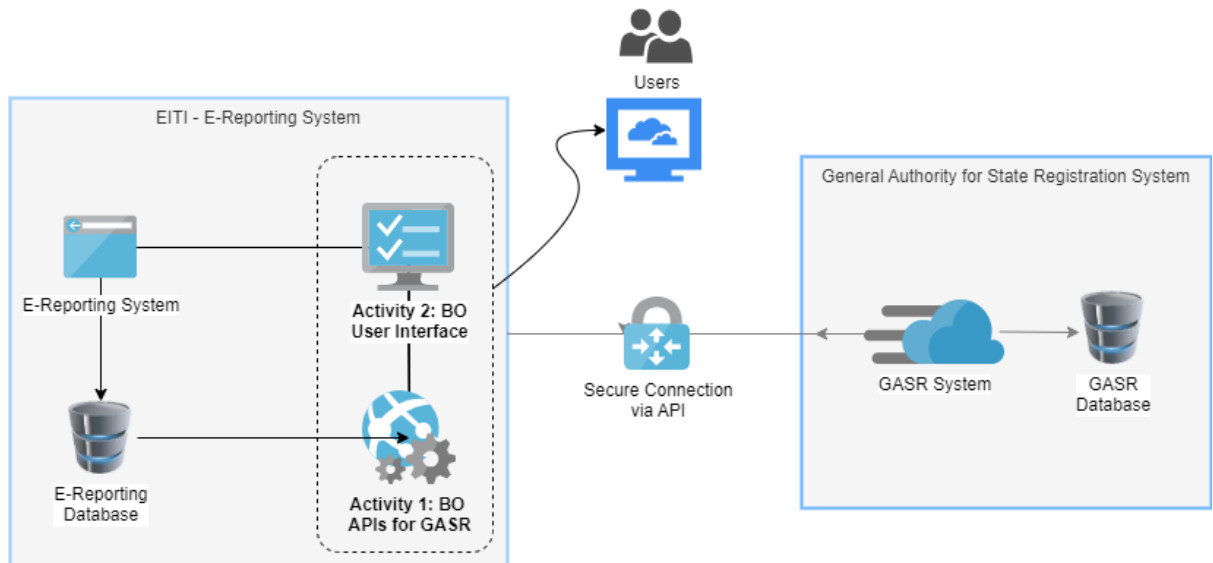 Users
EITI - E-Reporting System
General Authority for State Registration System
E-Reporting System
Activity 2: BO
User Interface
Secure Connection
via API
GASR System
GASR
Database
E-Reporting
Database
Activity 1: BO
APIs for GASR